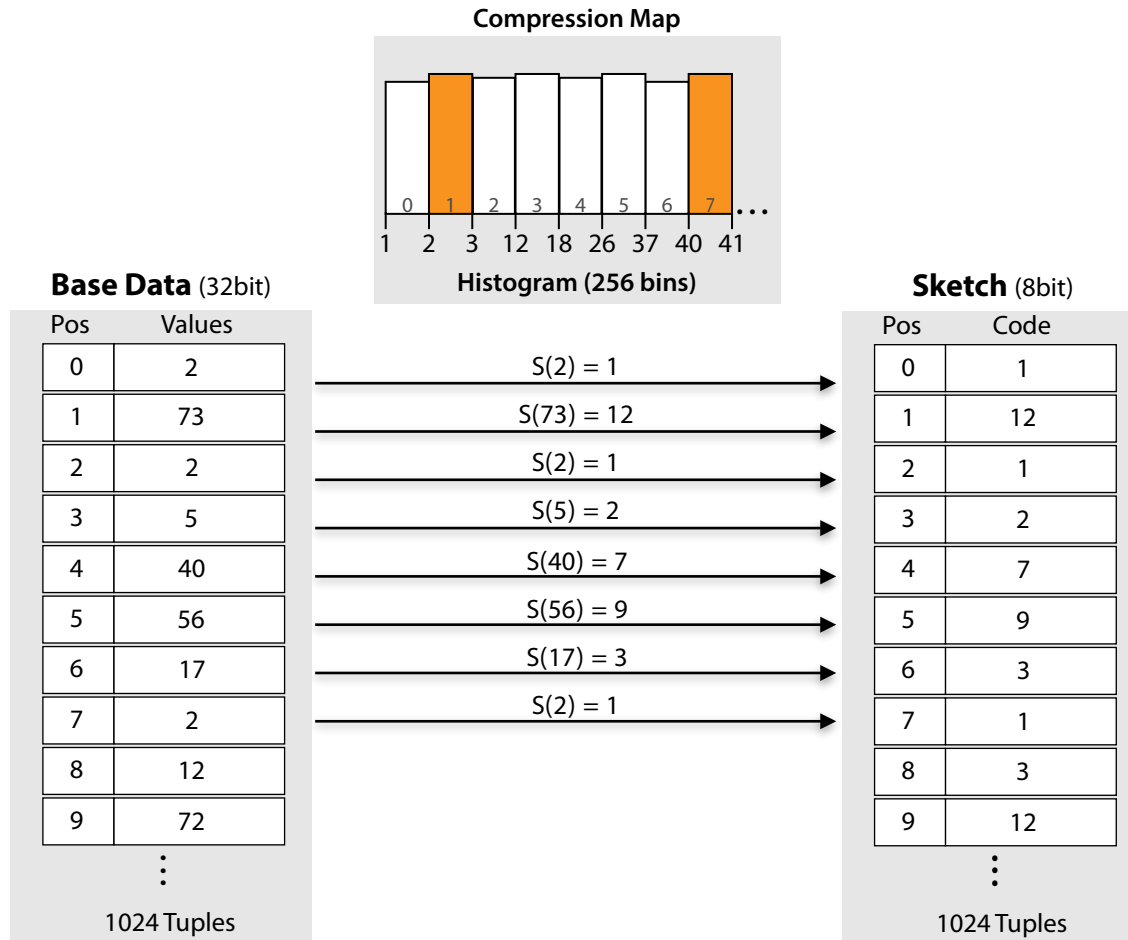 Compression Map
0 1 2 3 4 5 6 7 ...
1 2 3 12 18 26 37 40 41
Histogram (256 bins)
Base Data (32bit)
Pos Values
0 2
1 73
2 2
3 5
4 40
5 56
6 17
7 2
8 12
9 72
⋮
1024 Tuples
S(2) = 1
S(73) = 12
S(2) = 1
S(5) = 2
S(40) = 7
S(56) = 9
S(17) = 3
S(2) = 1
Sketch (8bit)
Pos Code
0 1
1 12
2 1
3 2
4 7
5 9
6 3
7 1
8 3
9 12
⋮
1024 Tuples